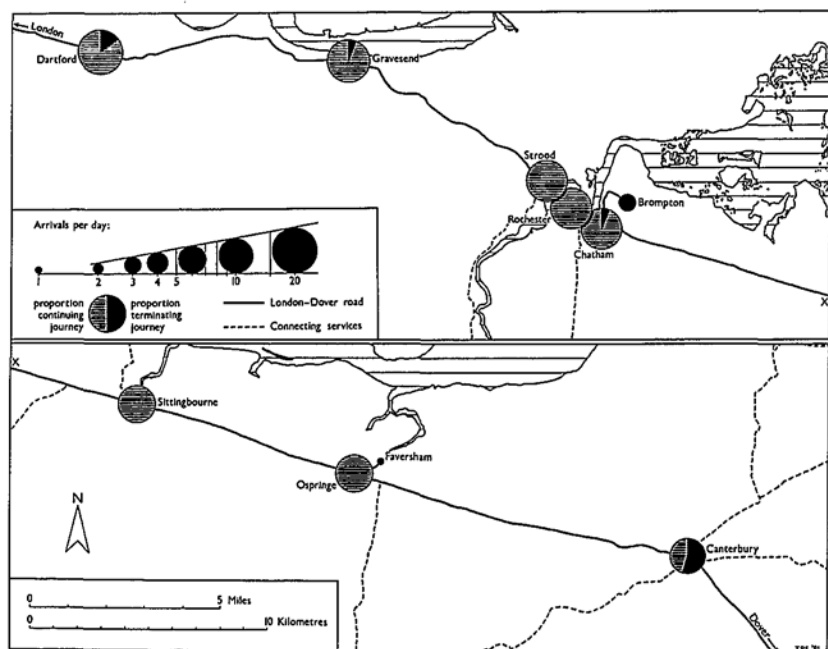 London
Dartford
Gravesend
Strood
Rochester
Brompton
Chatham
X
Arrivals per day:
1 2 3 4 5 10 20
proportion continuing journey
proportion terminating journey
London–Dover road
Connecting services
X
Sittingbourne
Faversham
Ospringe
N
Canterbury
Dover
0 5 Miles
0 10 Kilometres